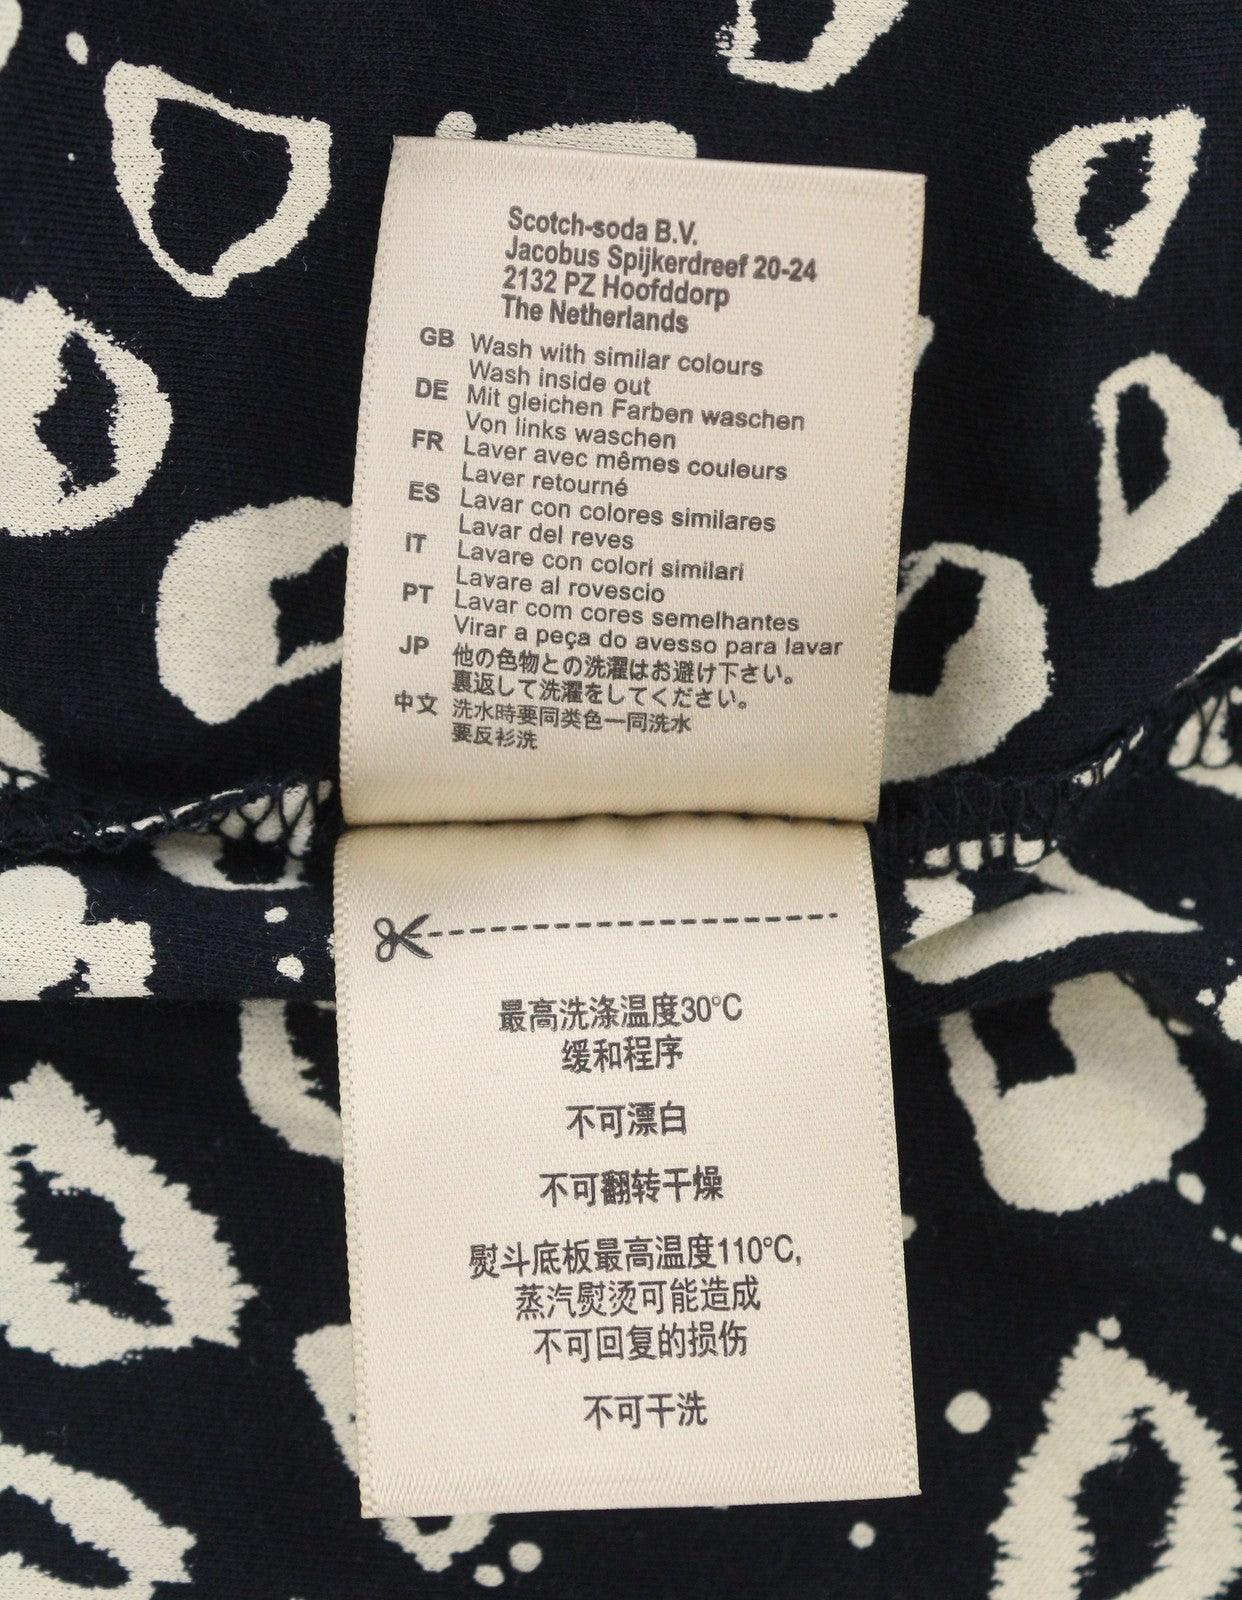 Scotch-soda B.V.
Jacobus Spijkerdreef 20-24
2132 PZ Hoofddorp
The Netherlands
GB Wash with similar colours
Wash inside out
DE Mit gleichen Farben waschen
Von links waschen
FR Laver avec mêmes couleurs
Laver retourné
ES Lavar con colores similares
Lavar del reves
IT Lavare con colori similari
Lavare al rovescio
PT Lavar com cores semelhantes
Virar a peça do avesso para lavar
JP 他の色物との洗濯はお避け下さい。
裏返して洗濯をしてください。
中文 洗水時要同类色一同洗水
要反衫洗
最高洗涤温度30°C
缓和程序
不可漂白
不可翻转干燥
熨斗底板最高温度110°C,
蒸汽熨烫可能造成
不可回复的损伤
不可干洗